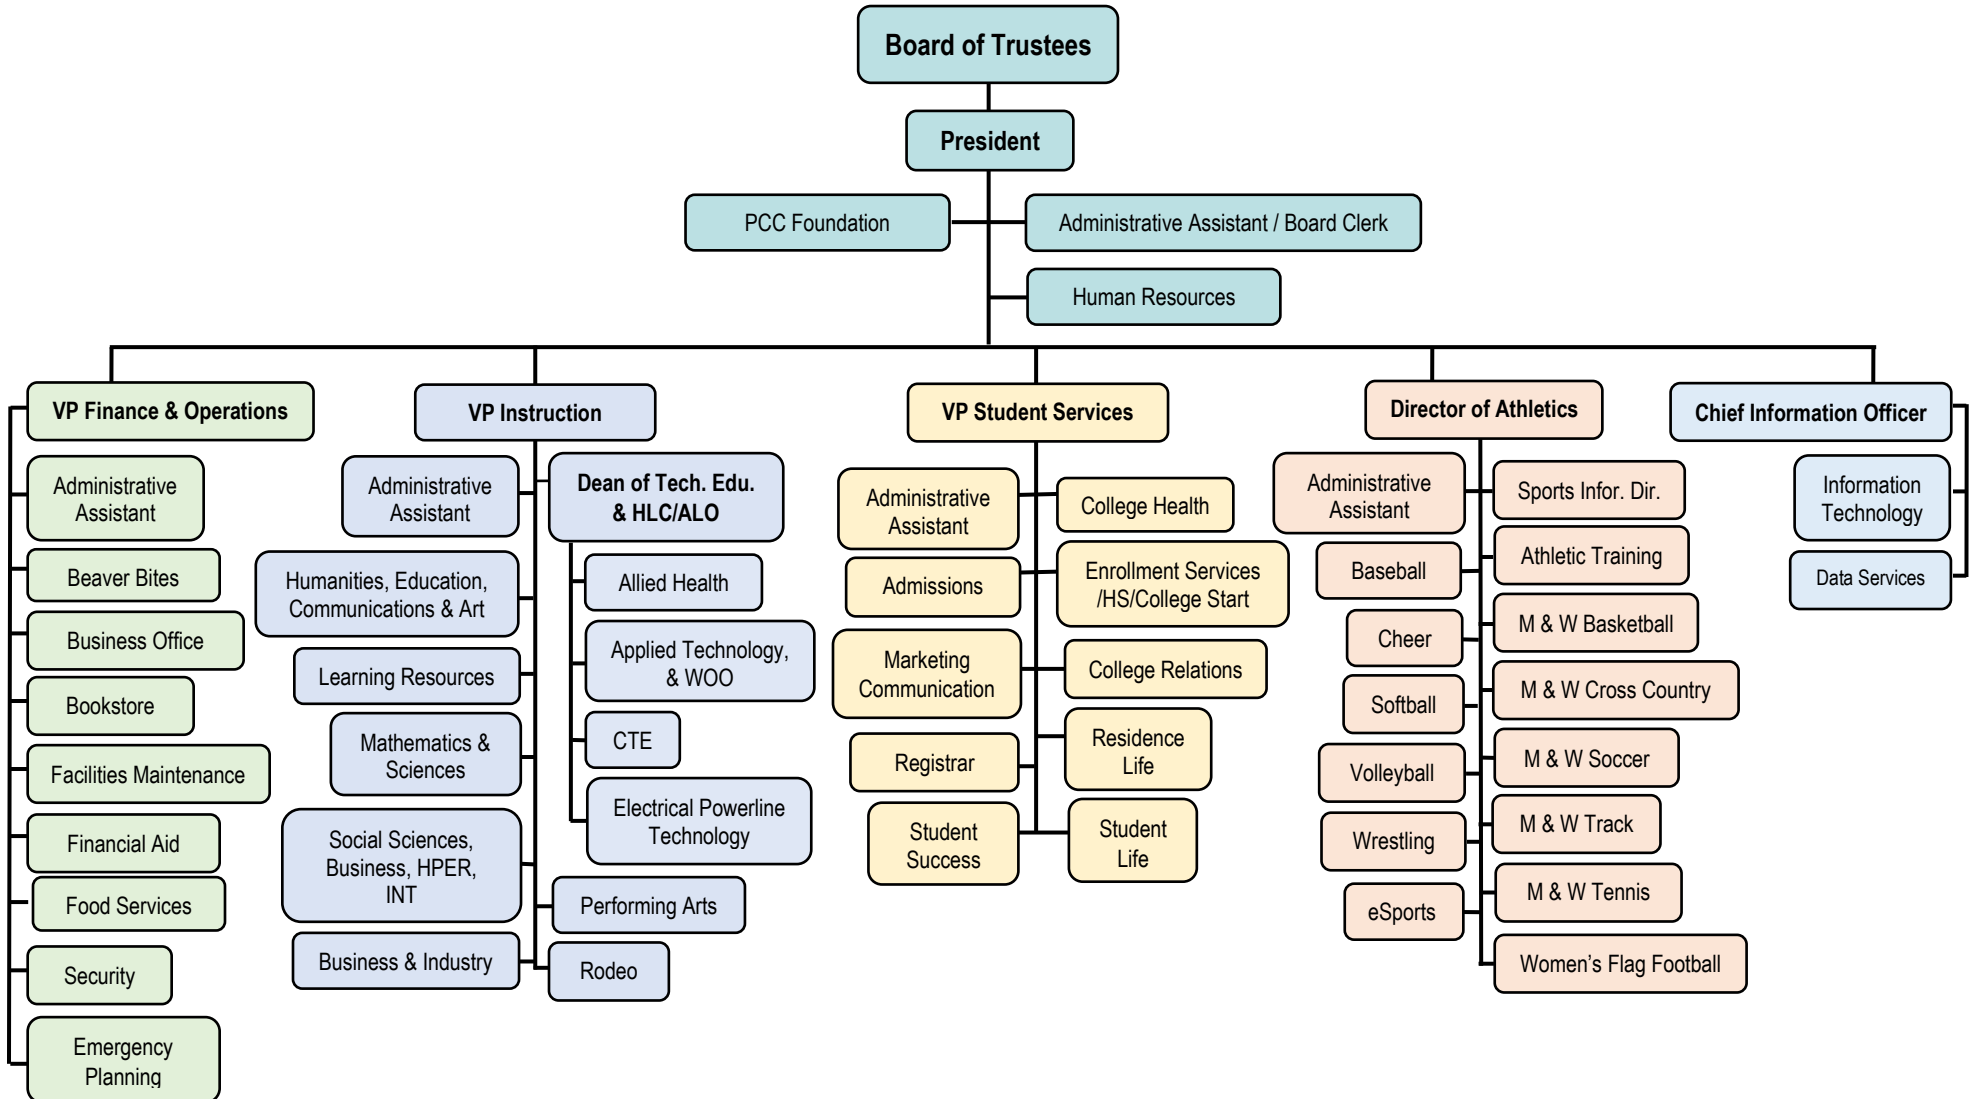 Board of Trustees
President
PCC Foundation
Administrative Assistant / Board Clerk
Human Resources
VP Finance & Operations
Administrative
Assistant
Beaver Bites
Business Office
Bookstore
Facilities Maintenance
Financial Aid
Food Services
Security
Emergency
Planning
VP Instruction
Administrative
Assistant
Humanities, Education,
Communications & Art
Learning Resources
Mathematics &
Sciences
Social Sciences,
Business, HPER,
INT
Business & Industry
Dean of Tech. Edu.
& HLC/ALO
Allied Health
Applied Technology,
& WOO
CTE
Electrical Powerline
Technology
Performing Arts
Rodeo
VP Student Services
Administrative
Assistant
Admissions
Marketing
Communication
Registrar
Student
Success
College Health
Enrollment Services
/HS/College Start
College Relations
Residence
Life
Student
Life
Director of Athletics
Administrative
Assistant
Baseball
Cheer
Softball
Volleyball
Wrestling
eSports
Sports Infor. Dir.
Athletic Training
M & W Basketball
M & W Cross Country
M & W Soccer
M & W Track
M & W Tennis
Women’s Flag Football
Chief Information Officer
Information
Technology
Data Services